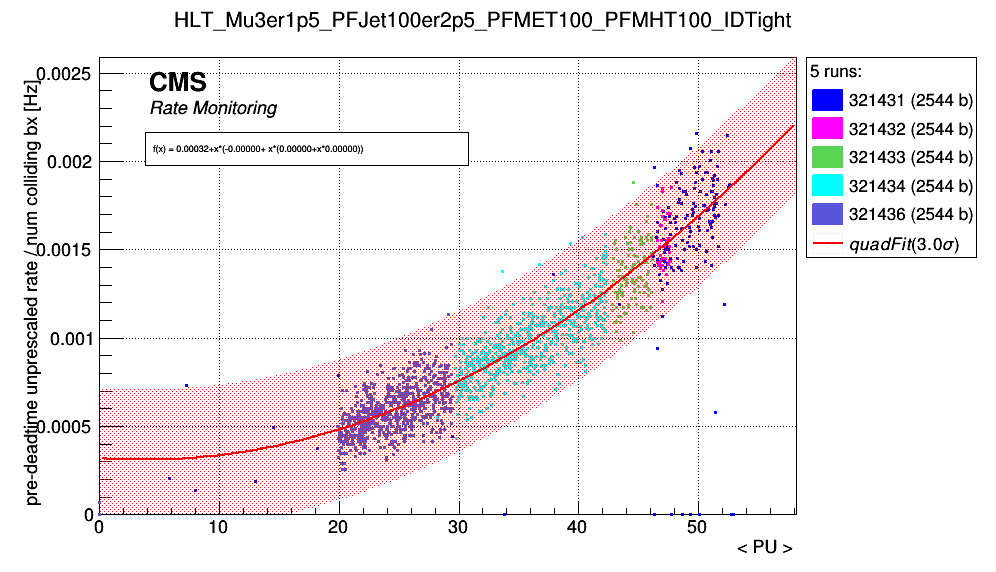 HLT_Mu3er1p5_PFJet100er2p5_PFMET100_PFMHT100_IDTight
CMS
Rate Monitoring
f(x) = 0.00032+x*(-0.00000+ x*(0.00000+x*0.00000))
pre-deadtime unprescaled rate / num colliding bx [Hz]
0.0025
0.002
0.0015
0.001
0.0005
0
0 10 20 30 40 50
< PU >
5 runs:
321431 (2544 b)
321432 (2544 b)
321433 (2544 b)
321434 (2544 b)
321436 (2544 b)
quadFit(3.0σ)